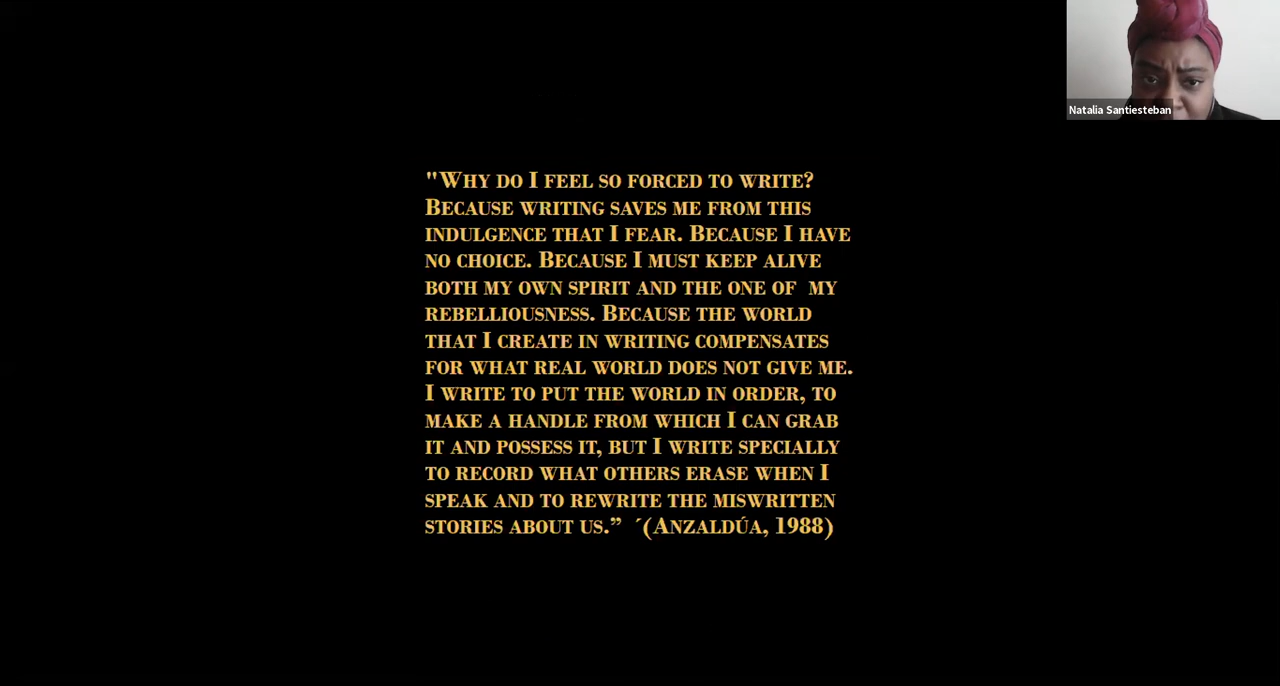 Natalia Santiesteban
"Why do I feel so forced to write?
Because writing saves me from this
indulgence that I fear. Because I have
no choice. Because I must keep alive
both my own spirit and the one of  my
rebelliousness. Because the world
that I create in writing compensates
for what real world does not give me.
I write to put the world in order, to
make a handle from which I can grab
it and possess it, but I write specially
to record what others erase when I
speak and to rewrite the miswritten
stories about us.”  ´(Anzaldúa, 1988)